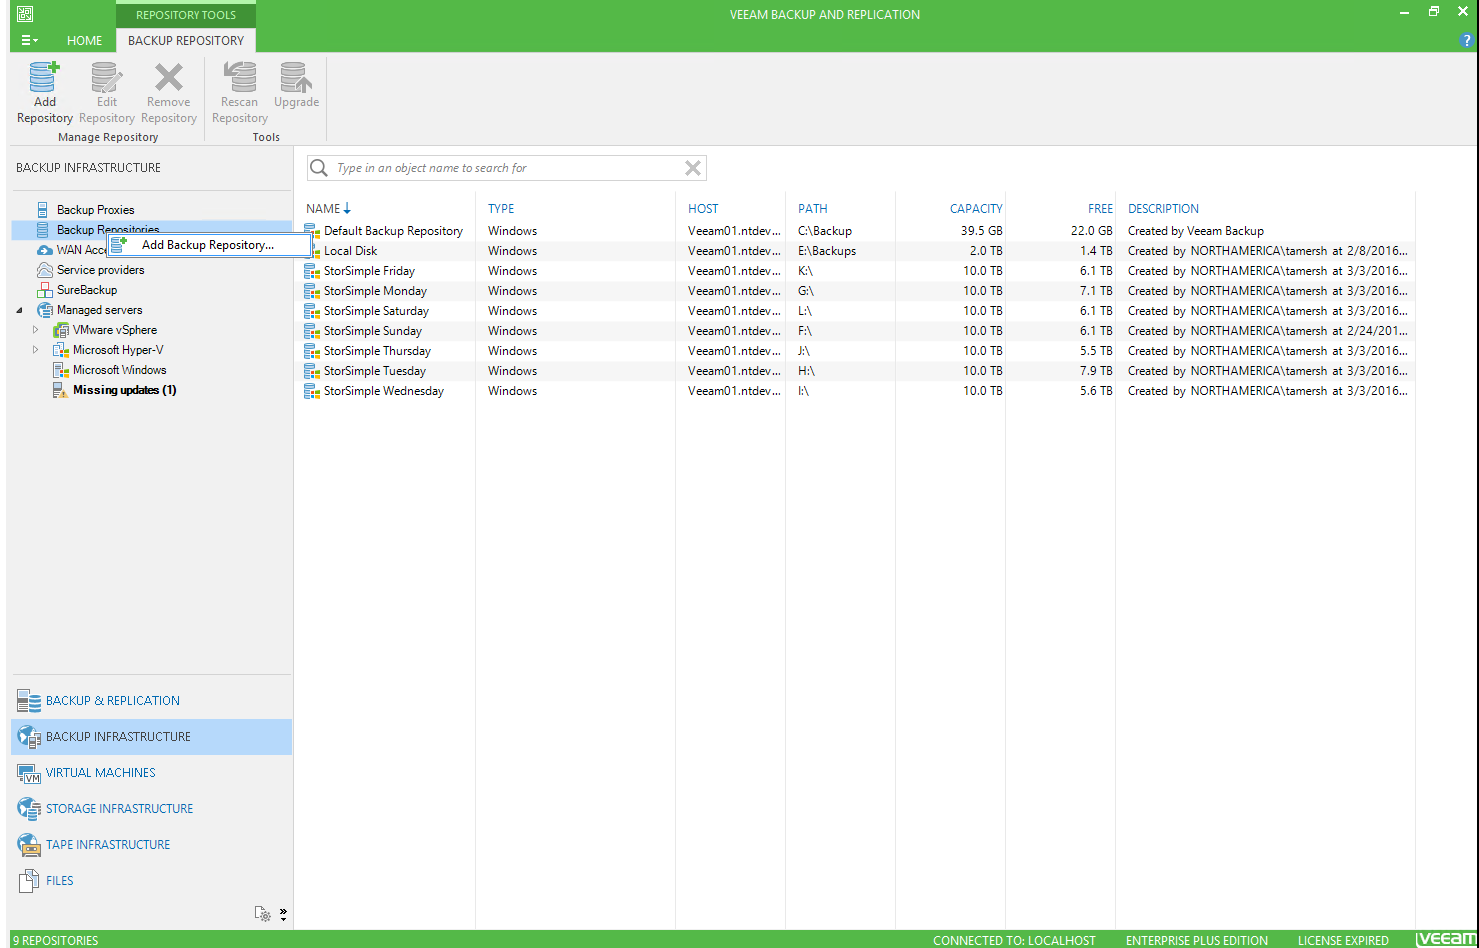 REPOSITORY TOOLS
VEEAM BACKUP AND REPLICATION
HOME
BACKUP REPOSITORY
Add Repository
Edit Repository
Remove Repository
Rescan Repository
Upgrade
Manage Repository
Tools
BACKUP INFRASTRUCTURE
Type in an object name to search for
Backup Proxies
Backup Repositories
WAN Acc
Add Backup Repository...
Service providers
SureBackup
Managed servers
VMware vSphere
Microsoft Hyper-V
Microsoft Windows
Missing updates (1)
NAME TYPE HOST PATH CAPACITY FREE DESCRIPTION
Default Backup Repository Windows Veeam01.ntdev... C:\Backup 39.5 GB 22.0 GB Created by Veeam Backup
Local Disk Windows Veeam01.ntdev... E:\Backups 2.0 TB 1.4 TB Created by NORTHAMERICA\tamersh at 2/8/2016...
StorSimple Friday Windows Veeam01.ntdev... K:\ 10.0 TB 6.1 TB Created by NORTHAMERICA\tamersh at 3/3/2016...
StorSimple Monday Windows Veeam01.ntdev... G:\ 10.0 TB 7.1 TB Created by NORTHAMERICA\tamersh at 3/3/2016...
StorSimple Saturday Windows Veeam01.ntdev... L:\ 10.0 TB 6.1 TB Created by NORTHAMERICA\tamersh at 3/3/2016...
StorSimple Sunday Windows Veeam01.ntdev... F:\ 10.0 TB 6.1 TB Created by NORTHAMERICA\tamersh at 2/24/201...
StorSimple Thursday Windows Veeam01.ntdev... J:\ 10.0 TB 5.5 TB Created by NORTHAMERICA\tamersh at 3/3/2016...
StorSimple Tuesday Windows Veeam01.ntdev... H:\ 10.0 TB 7.9 TB Created by NORTHAMERICA\tamersh at 3/3/2016...
StorSimple Wednesday Windows Veeam01.ntdev... I:\ 10.0 TB 5.6 TB Created by NORTHAMERICA\tamersh at 3/3/2016...
BACKUP & REPLICATION
BACKUP INFRASTRUCTURE
VIRTUAL MACHINES
STORAGE INFRASTRUCTURE
TAPE INFRASTRUCTURE
FILES
9 REPOSITORIES
CONNECTED TO: LOCALHOST
ENTERPRISE PLUS EDITION
LICENSE EXPIRED
veeam